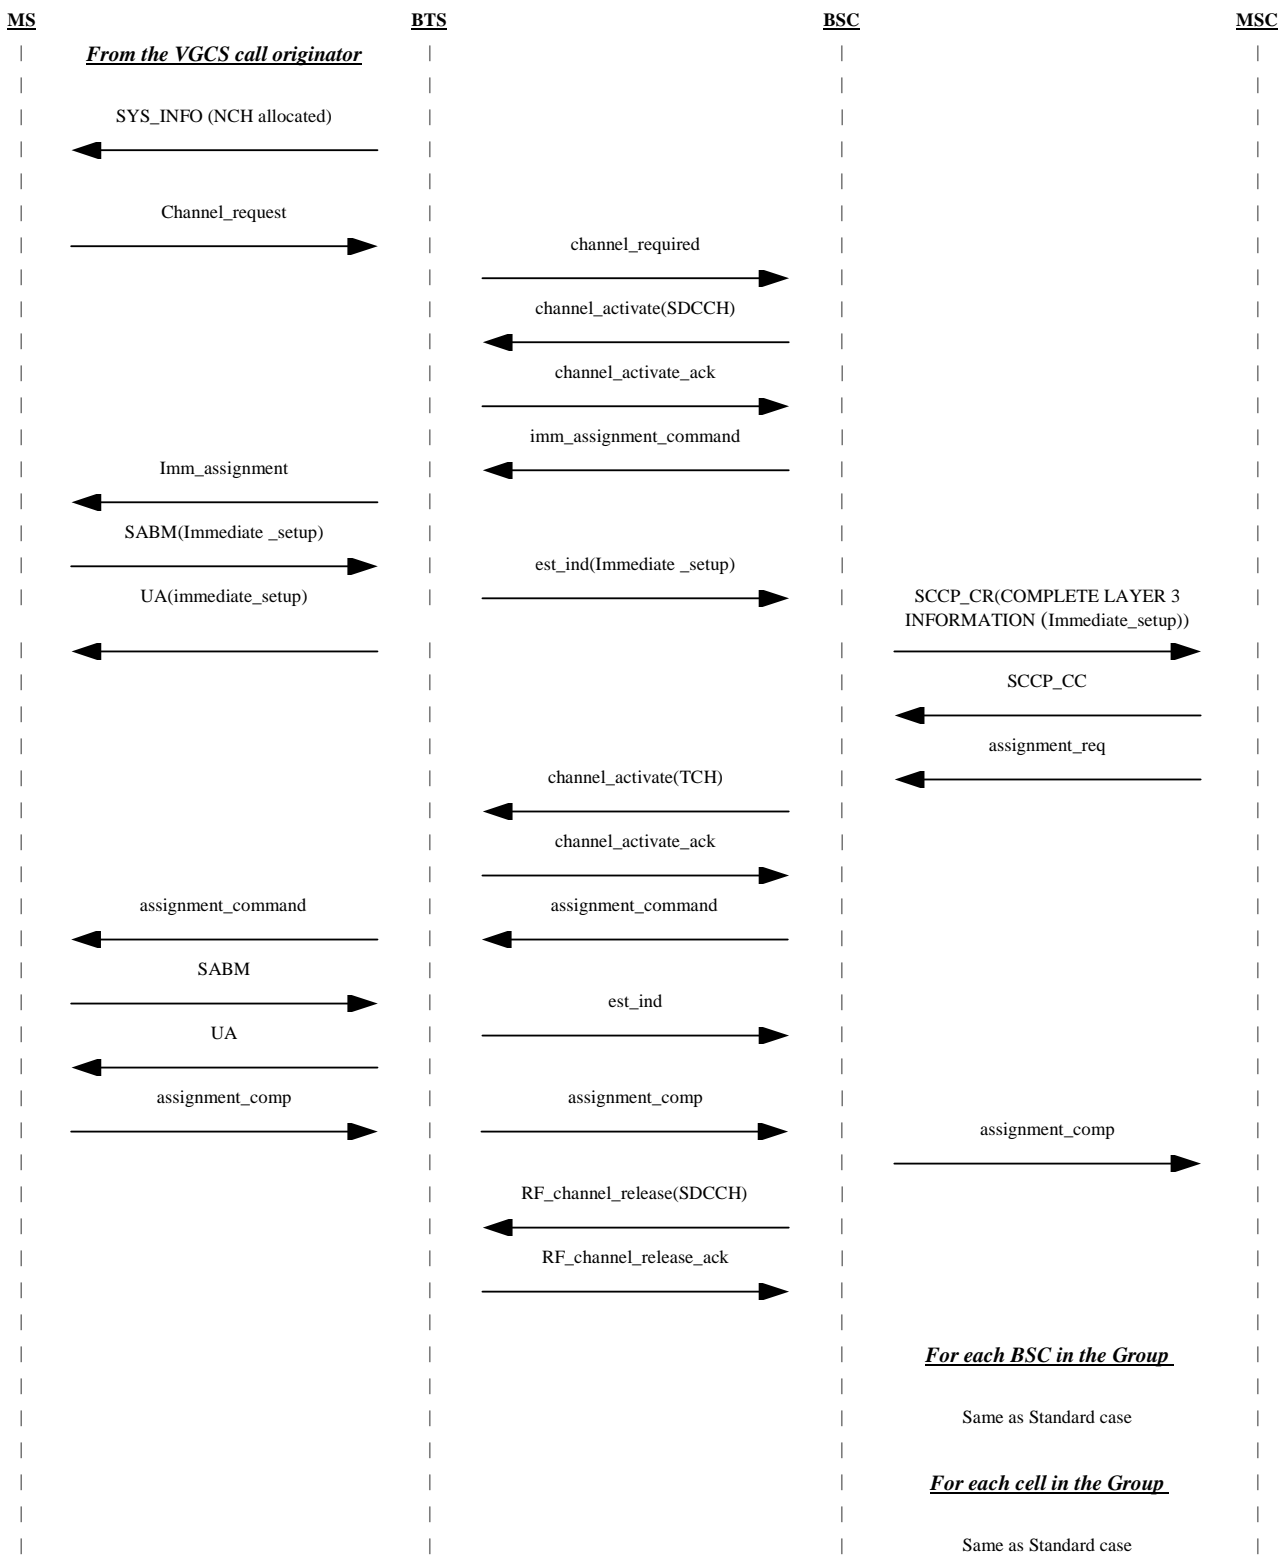 MS BTS BSC MSC
From the VGCS call originator
SYS_INFO (NCH allocated)
Channel_request
channel_required
channel_activate(SDCCH)
channel_activate_ack
imm_assignment_command
Imm_assignment
SABM(Immediate _setup)
est_ind(Immediate _setup)
UA(immediate_setup)
SCCP_CR(COMPLETE LAYER 3
INFORMATION (Immediate_setup))
SCCP_CC
assignment_req
channel_activate(TCH)
channel_activate_ack
assignment_command assignment_command
SABM
est_ind
UA
assignment_comp assignment_comp
assignment_comp
RF_channel_release(SDCCH)
RF_channel_release_ack
For each BSC in the Group
Same as Standard case
For each cell in the Group
Same as Standard case